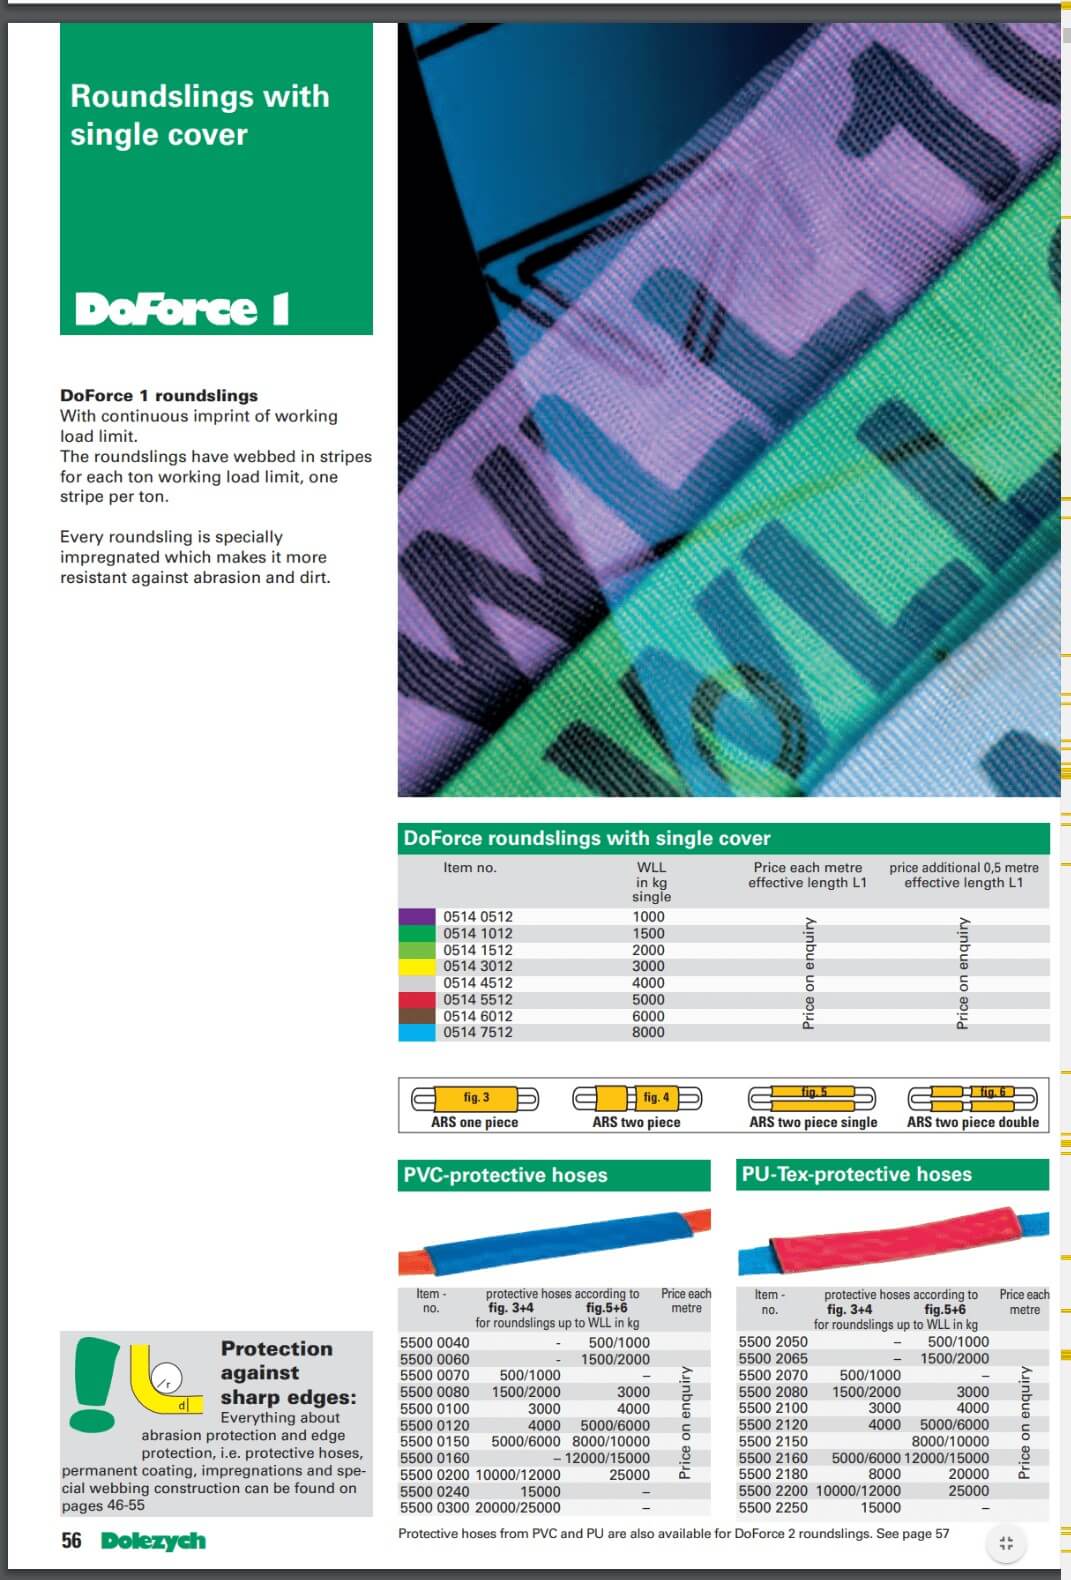 Roundslings with
single cover
DoForce 1
DoForce 1 roundslings
With continuous imprint of working
load limit.
The roundslings have webbed in stripes
for each ton working load limit, one
stripe per ton.
Every roundsling is specially
impregnated which makes it more
resistant against abrasion and dirt.
DoForce roundslings with single cover
Item no. WLL in kg single Price each metre effective length L1 price additional 0,5 metre effective length L1
0514 0512 1000
0514 1012 1500
0514 1512 2000
0514 3012 3000
0514 4512 4000
0514 5512 5000
0514 6012 6000
0514 7512 8000
Price on enquiry
Price on enquiry
fig. 3 fig. 4 fig. 5 fig. 6
ARS one piece ARS two piece ARS two piece single ARS two piece double
PVC-protective hoses
Item - protective hoses according to Price each
no. fig. 3+4 fig.5+6 metre
for roundslings up to WLL in kg
5500 0040 - 500/1000
5500 0060 - 1500/2000
5500 0070 500/1000 –
5500 0080 1500/2000 3000
5500 0100 3000 4000
5500 0120 4000 5000/6000
5500 0150 5000/6000 8000/10000
5500 0160 – 12000/15000
5500 0200 10000/12000 25000
5500 0240 15000 –
5500 0300 20000/25000 –
Price on enquiry
PU-Tex-protective hoses
Item - protective hoses according to Price each
no. fig. 3+4 fig.5+6 metre
for roundslings up to WLL in kg
5500 2050 – 500/1000
5500 2065 – 1500/2000
5500 2070 500/1000 –
5500 2080 1500/2000 3000
5500 2100 3000 4000
5500 2120 4000 5000/6000
5500 2150 8000/10000
5500 2160 5000/6000 12000/15000
5500 2180 8000 20000
5500 2200 10000/12000 25000
5500 2250 15000 –
Price on enquiry
r
d
Protection
against
sharp edges:
Everything about
abrasion protection and edge
protection, i.e. protective hoses,
permanent coating, impregnations and spe-
cial webbing construction can be found on
pages 46-55
56 Dolezych
Protective hoses from PVC and PU are also available for DoForce 2 roundslings. See page 57